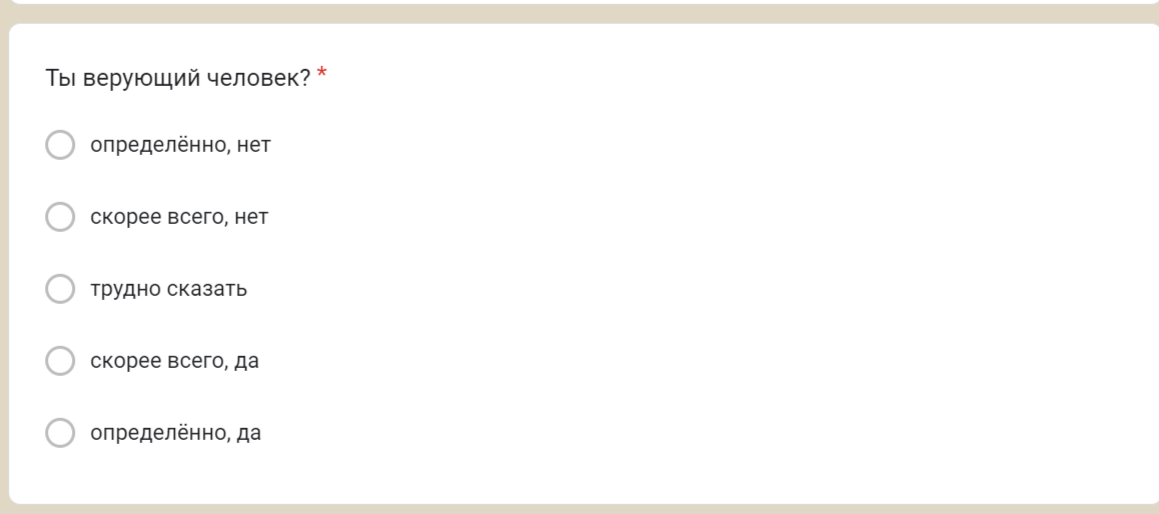 Ты верующий человек? *
определённо, нет
скорее всего, нет
трудно сказать
скорее всего, да
определённо, да